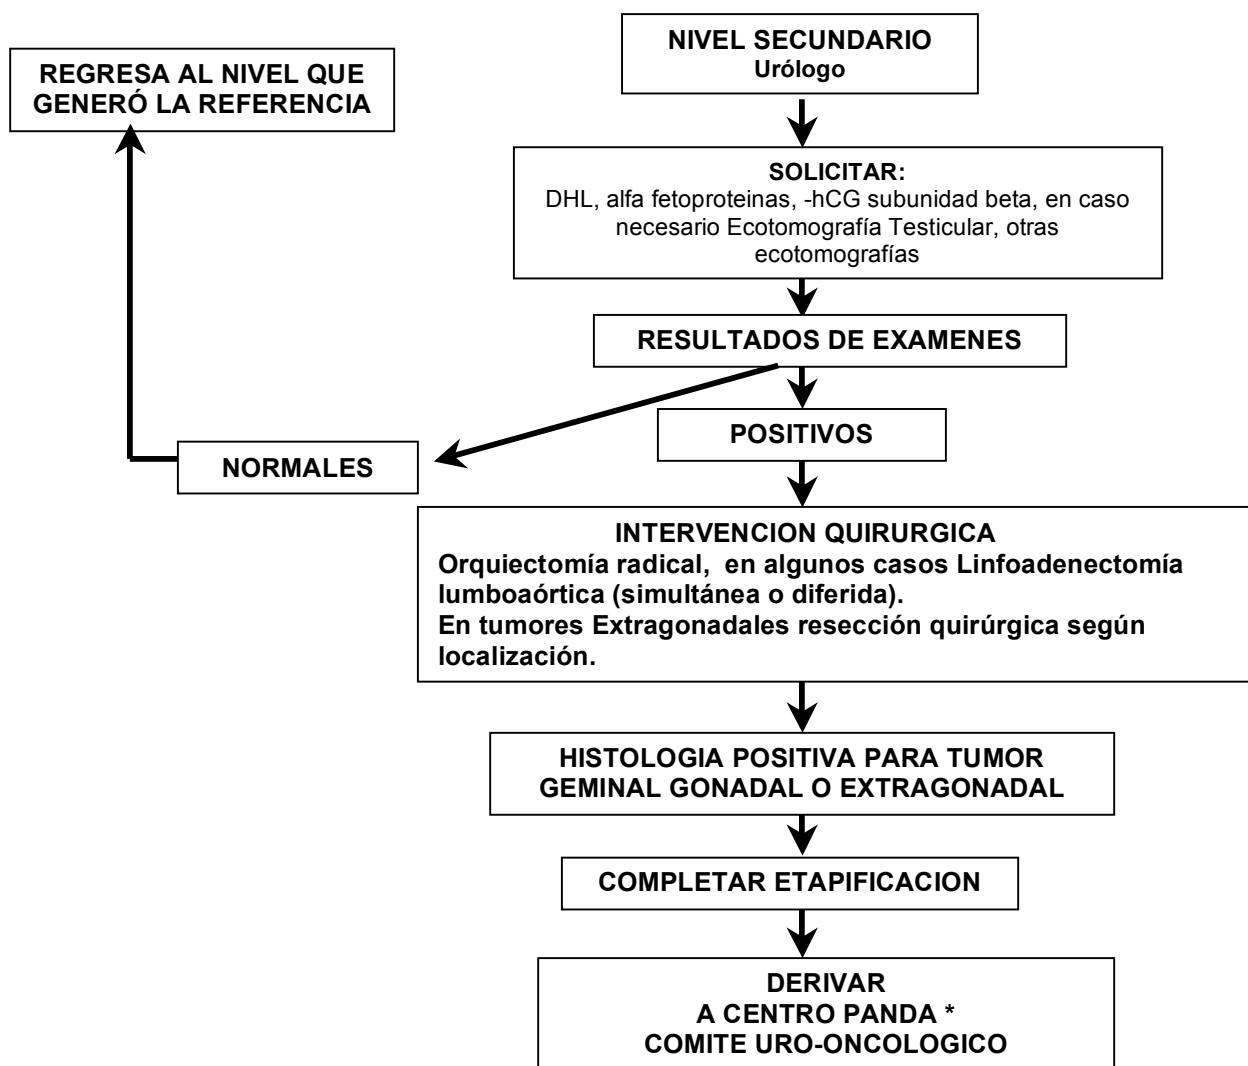 NIVEL SECUNDARIO
Urólogo
REGRESA AL NIVEL QUE
GENERÓ LA REFERENCIA
SOLICITAR:
DHL, alfa fetoproteinas, -hCG subunidad beta, en caso
necesario Ecotomografía Testicular, otras
ecotomografías
RESULTADOS DE EXAMENES
POSITIVOS
NORMALES
INTERVENCION QUIRURGICA
Orquiectomía radical, en algunos casos Linfoadenectomía
lumboaórtica (simultánea o diferida).
En tumores Extragonadales resección quirúrgica según
localización.
HISTOLOGIA POSITIVA PARA TUMOR
GEMINAL GONADAL O EXTRAGONADAL
COMPLETAR ETAPIFICACION
DERIVAR
A CENTRO PANDA *
COMITE URO-ONCOLOGICO